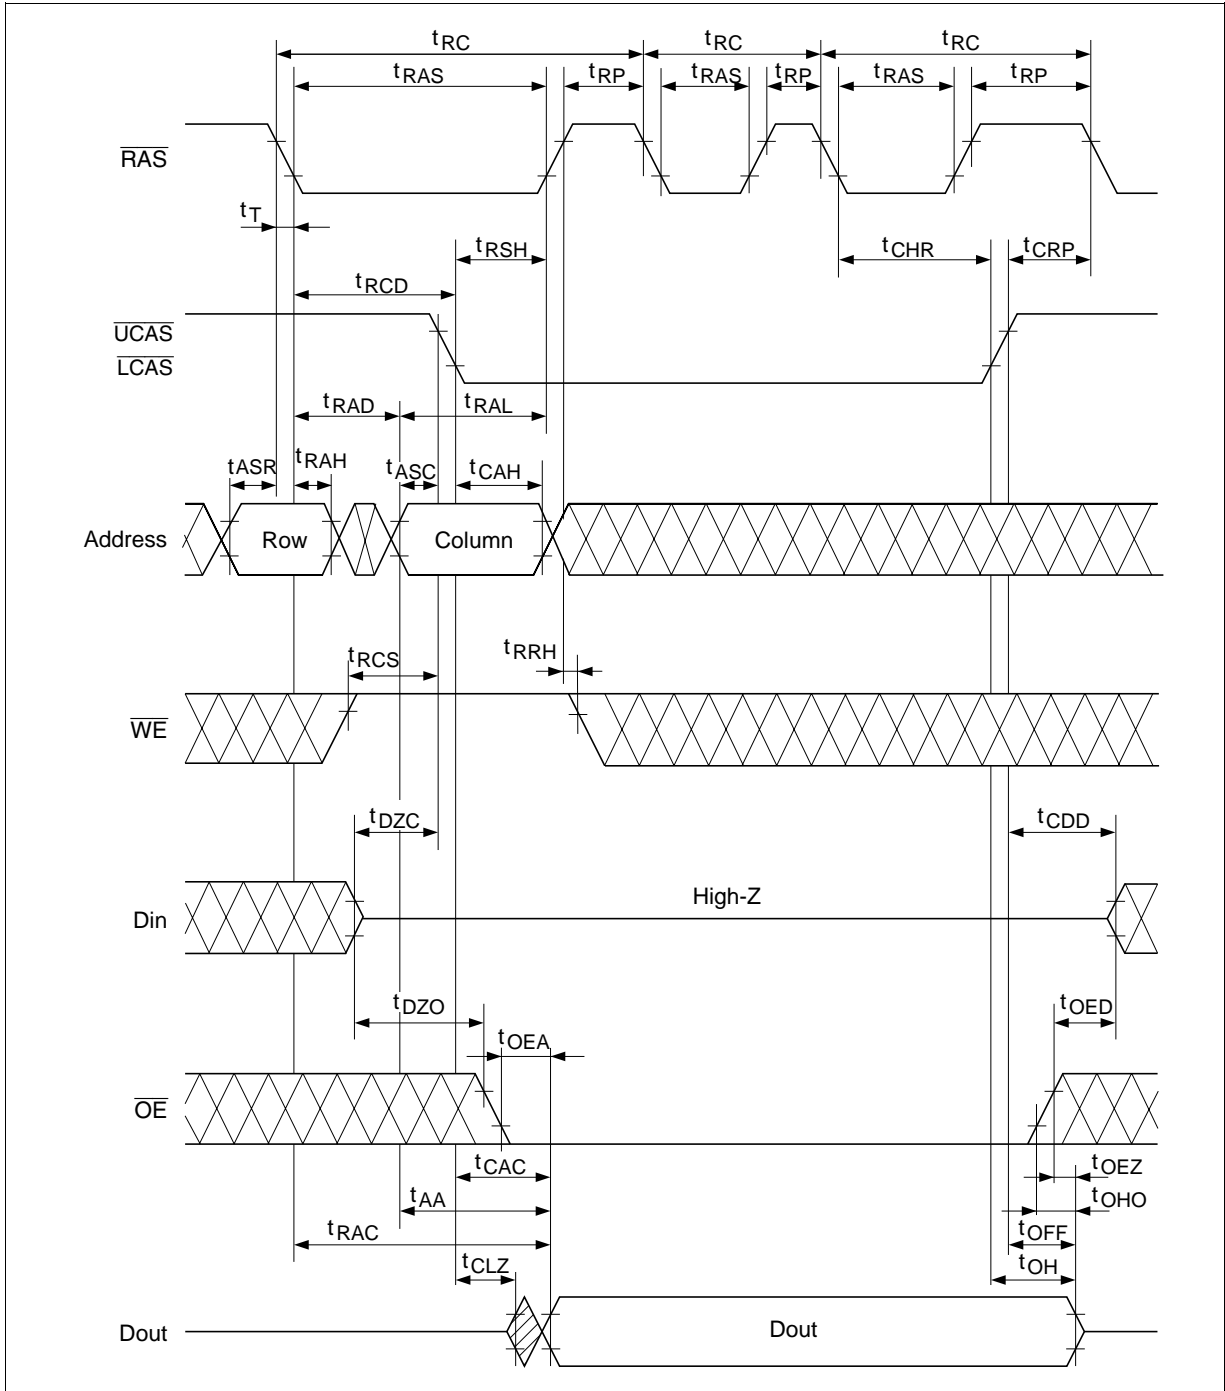 tRC tRC tRC
tRAS tRP tRAS tRP tRAS tRP
RAS
tT
tRSH tCHR tCRP
tRCD
UCAS
LCAS
tRAD tRAL
tASR tRAH tASC tCAH
Address Row Column
tRRH
tRCS
WE
tDZC tCDD
High-Z
Din
tDZO tOED
tOEA
OE
tCAC tOEZ
tAA tOHO
tRAC tOFF
tCLZ tOH
Dout Dout